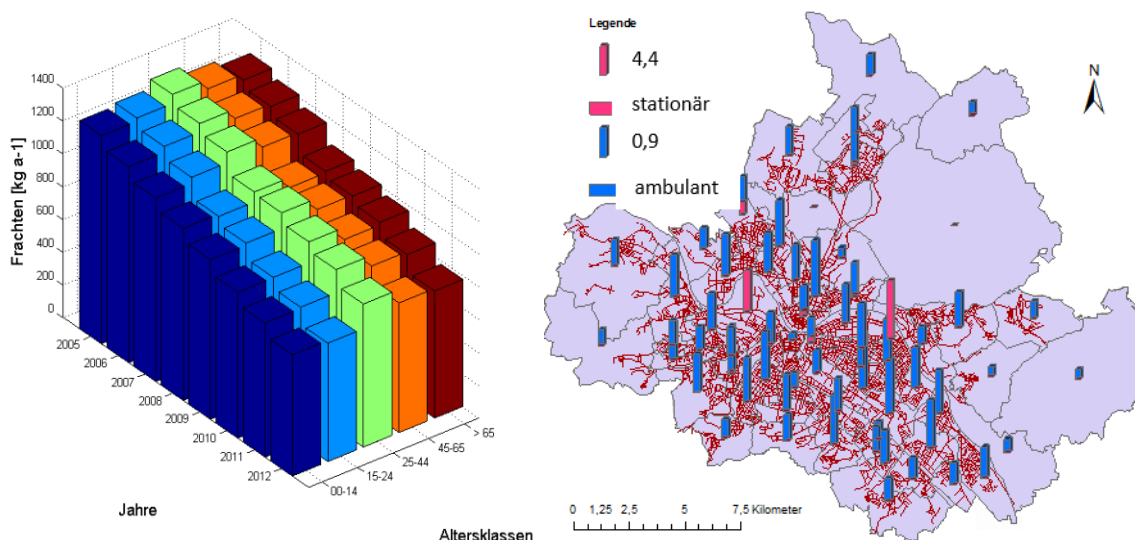 1400
1200
1000
800
600
400
200
0
Frachten [kg a-1]
2005
2006
2007
2008
2009
2010
2011
2012
Jahre
00-14
15-24
25-44
45-65
> 65
Altersklassen
Legende
4,4
stationär
0,9
ambulant
N
0 1,25 2,5 5 7,5 Kilometer